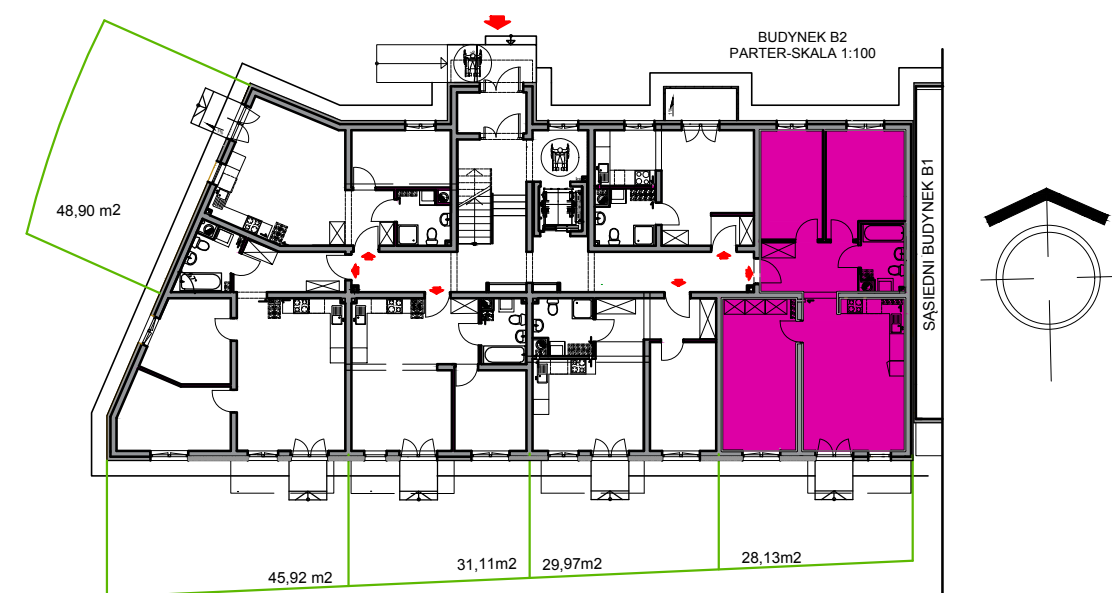 BUDYNEK B2
PARTER-SKALA 1:100
48,90 m2
SĄSIEDNI BUDYNEK B1
45,92 m2
31,11m2
29,97m2
28,13m2